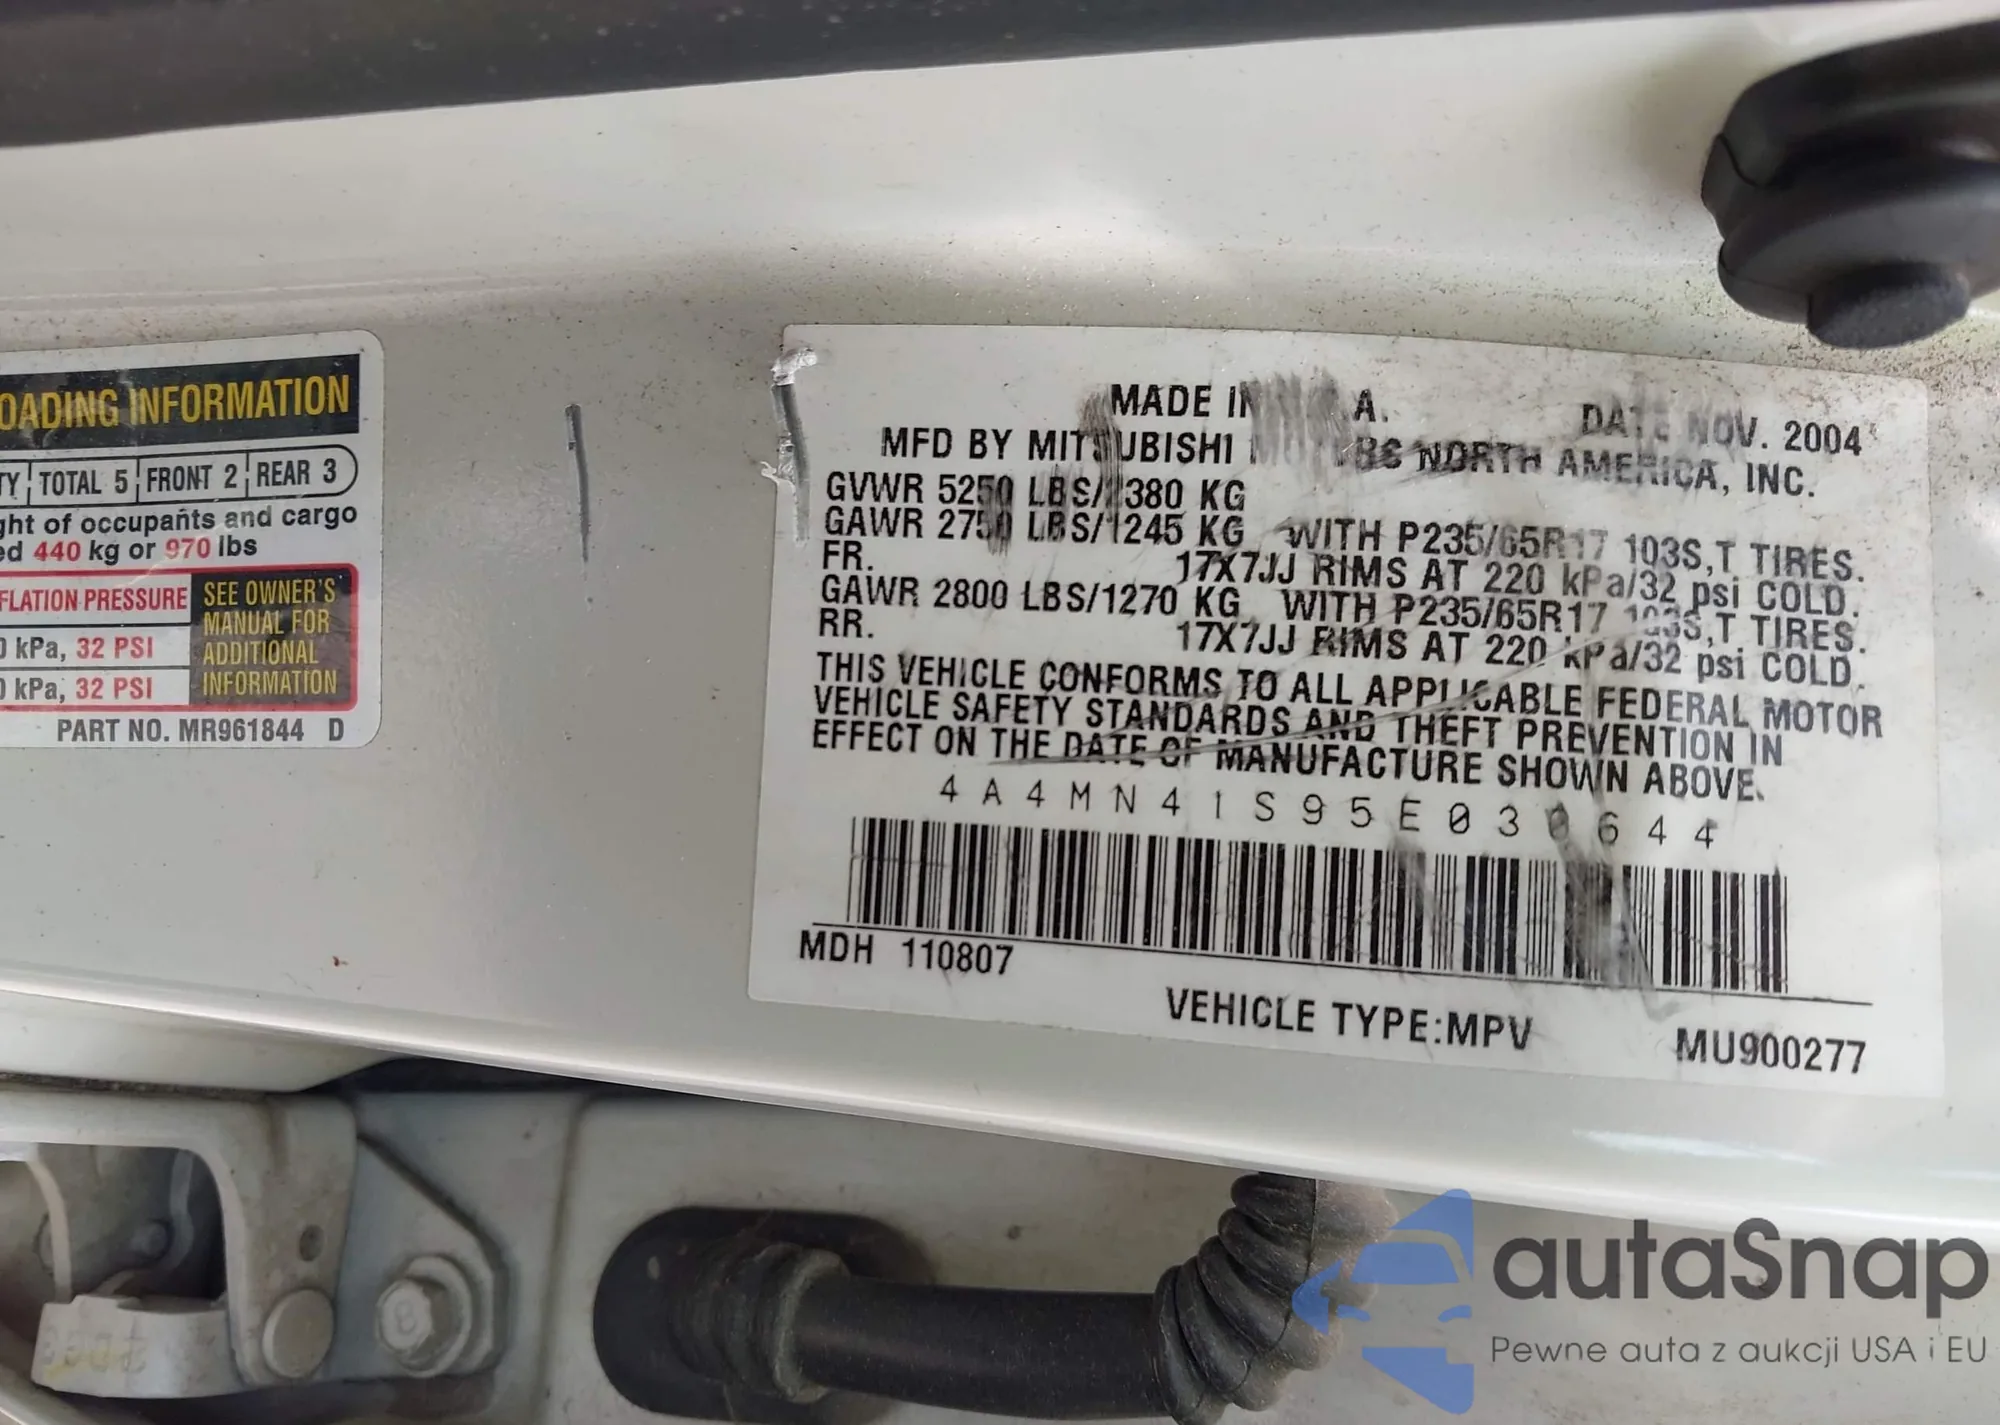 OADING INFORMATION
TY TOTAL 5 FRONT 2 REAR 3
ght of occupants and cargo
ed 440 kg or 970 lbs
FLATION PRESSURE
0 kPa, 32 PSI
0 kPa, 32 PSI
SEE OWNER'S
MANUAL FOR
ADDITIONAL
INFORMATION
PART NO. MR961844 D
MADE IN A. DATE NOV. 2004
MFD BY MITSUBISHI MOTORS NORTH AMERICA, INC.
GVWR 5250 LBS/2380 KG
GAWR 2750 LBS/1245 KG WITH P235/65R17 103S,T TIRES.
FR. 17X7JJ RIMS AT 220 kPa/32 psi COLD.
GAWR 2800 LBS/1270 KG WITH P235/65R17 103S,T TIRES.
RR. 17X7JJ RIMS AT 220 kPa/32 psi COLD.
THIS VEHICLE CONFORMS TO ALL APPLICABLE FEDERAL MOTOR
VEHICLE SAFETY STANDARDS AND THEFT PREVENTION IN
EFFECT ON THE DATE OF MANUFACTURE SHOWN ABOVE.
4A4MN41S95E030644
MDH 110807
VEHICLE TYPE:MPV
MU900277
8
autaSnap
Pewne auta z aukcji USA i EU